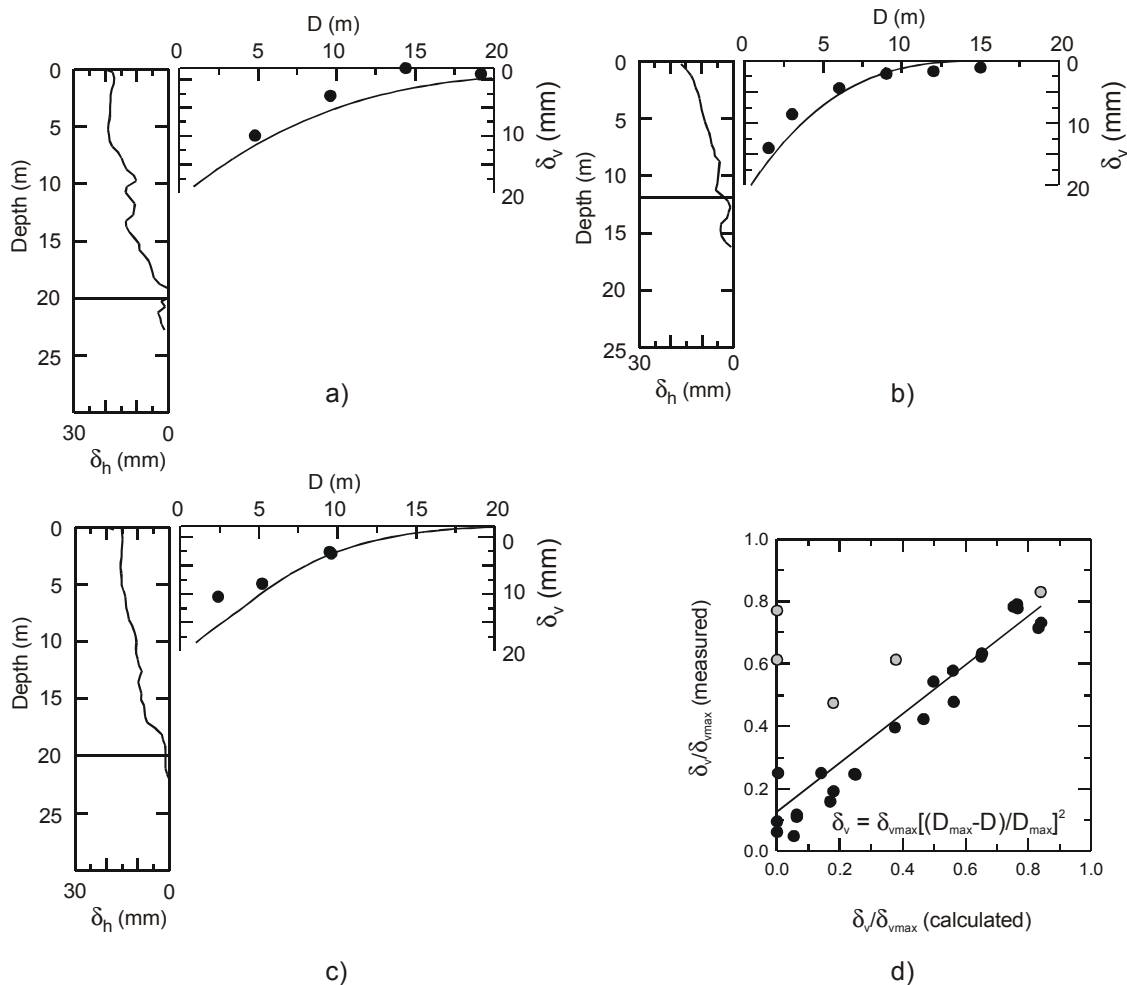 D (m)
0 5 10 15 20
0
5
10
15
20
25
Depth (m)
30 0
δh (mm)
0
10
20
δv (mm)
a)
D (m)
0 5 10 15 20
0
5
10
15
20
25
Depth (m)
30 0
δh (mm)
0
10
20
δv (mm)
b)
D (m)
0 5 10 15 20
0
5
10
15
20
25
Depth (m)
30 0
δh (mm)
0
10
20
δv (mm)
c)
1.0
0.8
0.6
0.4
0.2
0.0
δv/δvmax (measured)
δv = δvmax[(Dmax-D)/Dmax]²
0.0 0.2 0.4 0.6 0.8 1.0
δv/δvmax (calculated)
d)